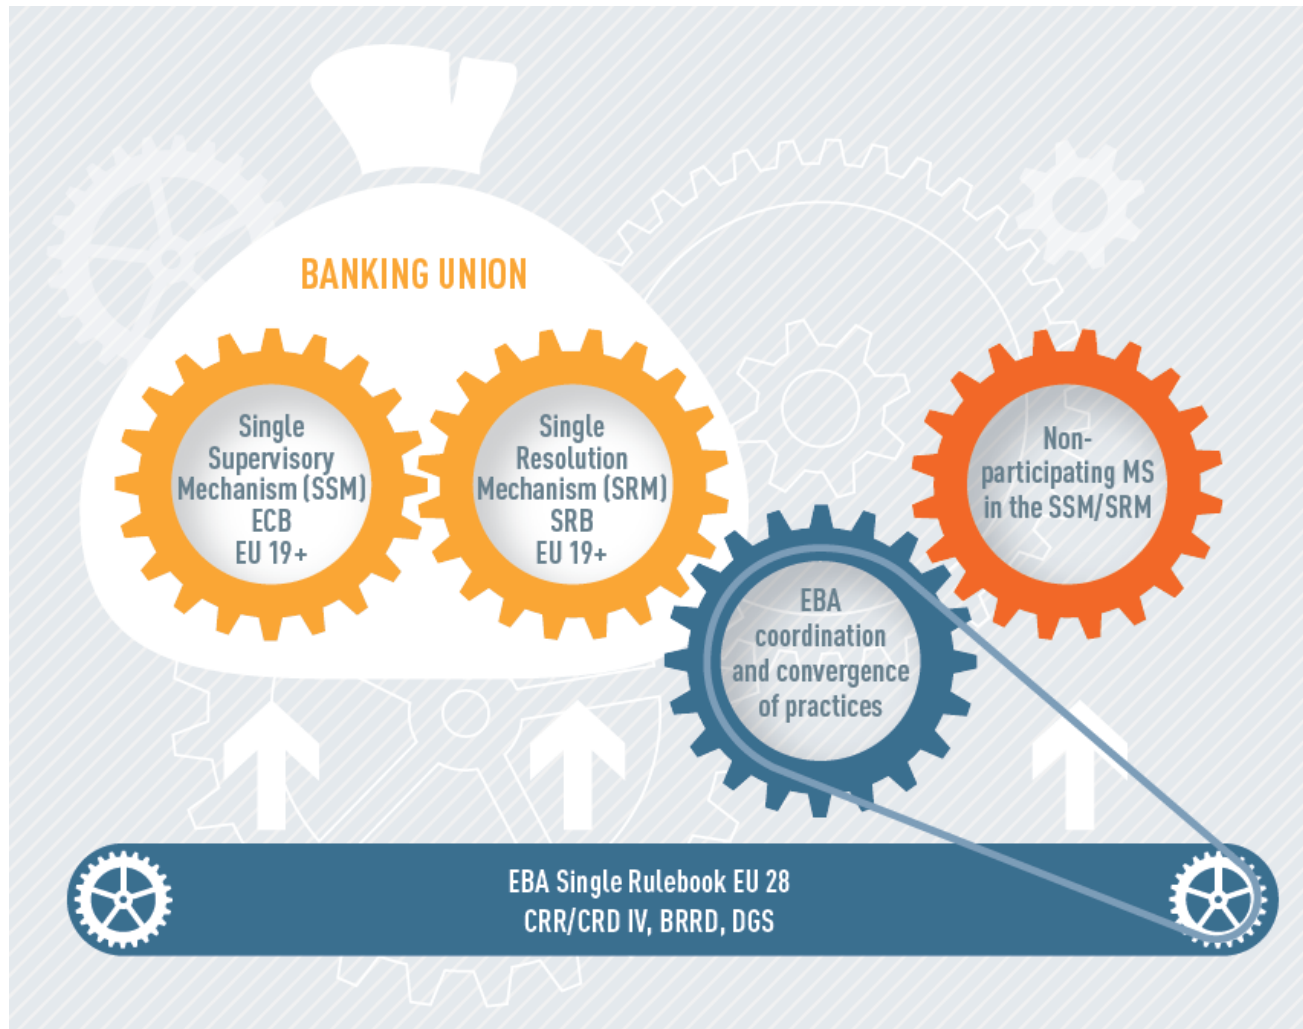 BANKING UNION
Single
Supervisory
Mechanism (SSM)
ECB
EU 19+
Single
Resolution
Mechanism (SRM)
SRB
EU 19+
Non-
participating MS
in the SSM/SRM
EBA
coordination
and convergence
of practices
EBA Single Rulebook EU 28
CRR/CRD IV, BRRD, DGS